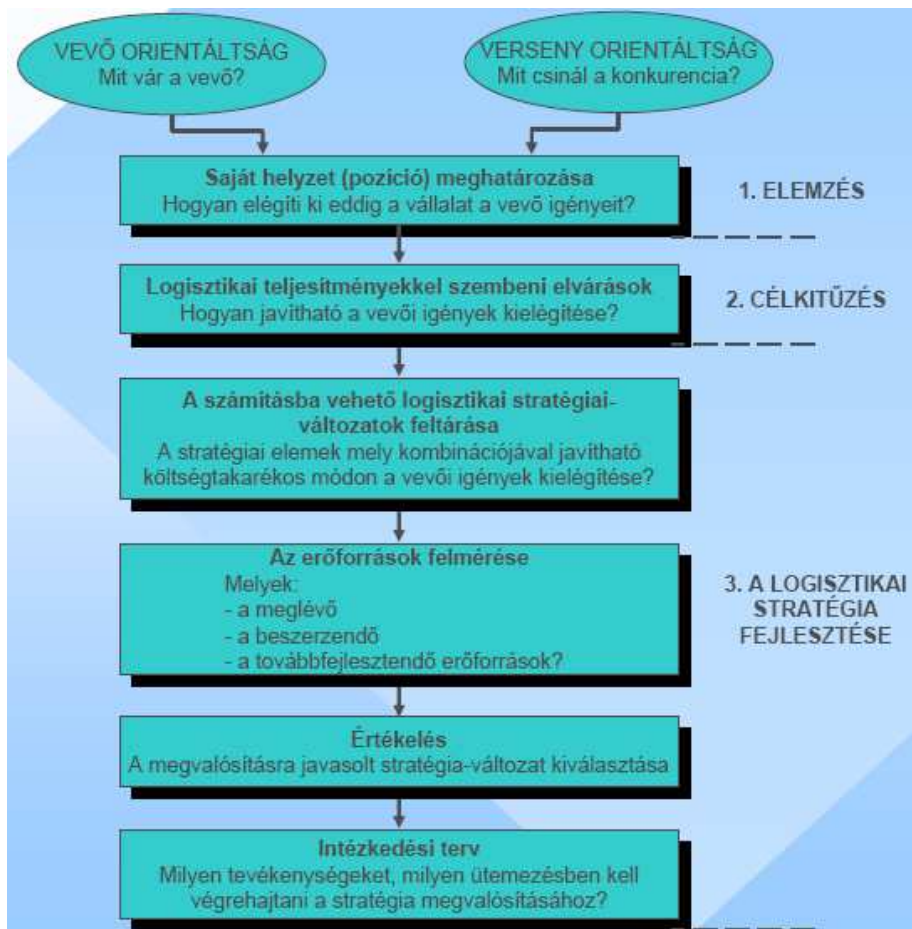 VEVŐ ORIENTÁLTSÁG
Mit vár a vevő?
VERSENY ORIENTÁLTSÁG
Mit csinál a konkurencia?
Saját helyzet (pozíció) meghatározása
Hogyan elégíti ki eddig a vállalat a vevő igényeit?
1. ELEMZÉS
Logisztikai teljesítményekkel szembeni elvárások
Hogyan javítható a vevői igények kielégítése?
2. CÉLKITŰZÉS
A számításba vehető logisztikai stratégiai-
változatok feltárása
A stratégiai elemek mely kombinációjával javítható
költségtakarékos módon a vevői igények kielégítése?
Az erőforrások felmérése
Melyek:
- a meglévő
- a beszerzendő
- a továbbfejlesztendő erőforrások?
3. A LOGISZTIKAI
STRATÉGIA
FEJLESZTÉSE
Értékelés
A megvalósításra javasolt stratégia-változat kiválasztása
Intézkedési terv
Milyen tevékenységeket, milyen ütemezésben kell
végrehajtani a stratégia megvalósításához?